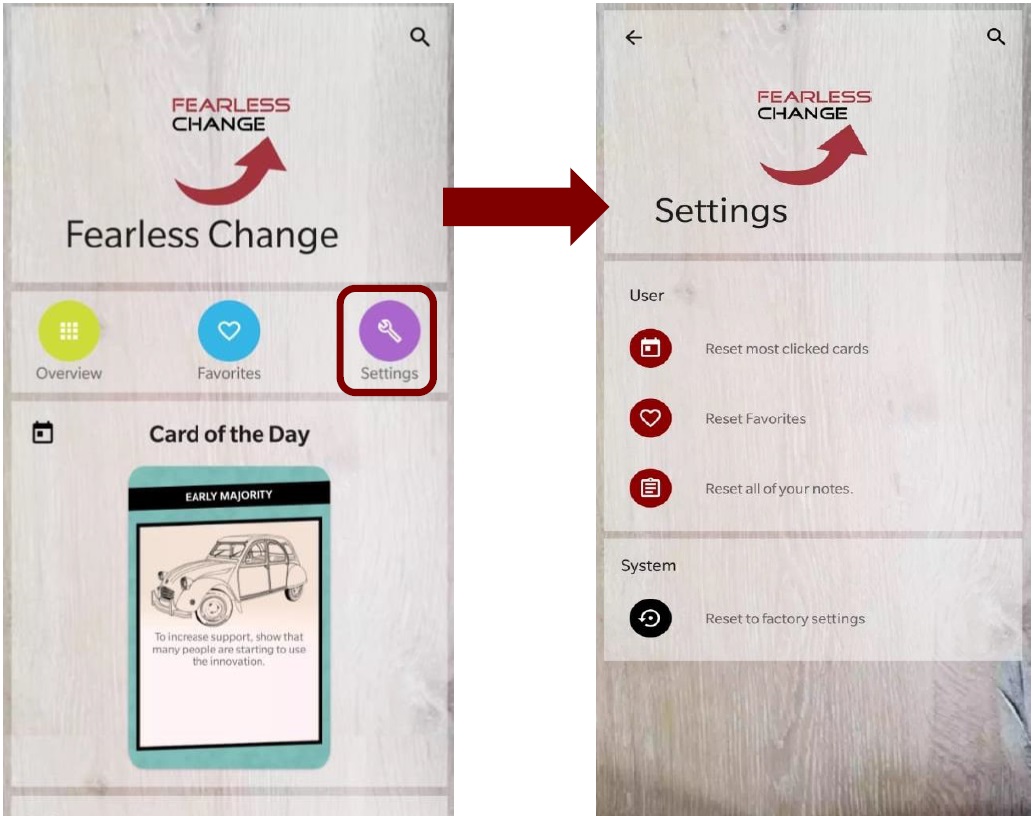 FEARLESS
CHANGE
Fearless Change
Overview
Favorites
Settings
Card of the Day
EARLY MAJORITY
To increase support, show that
many people are starting to use
the innovation.
FEARLESS
CHANGE
Settings
User
Reset most clicked cards
Reset Favorites
Reset all of your notes.
System
Reset to factory settings